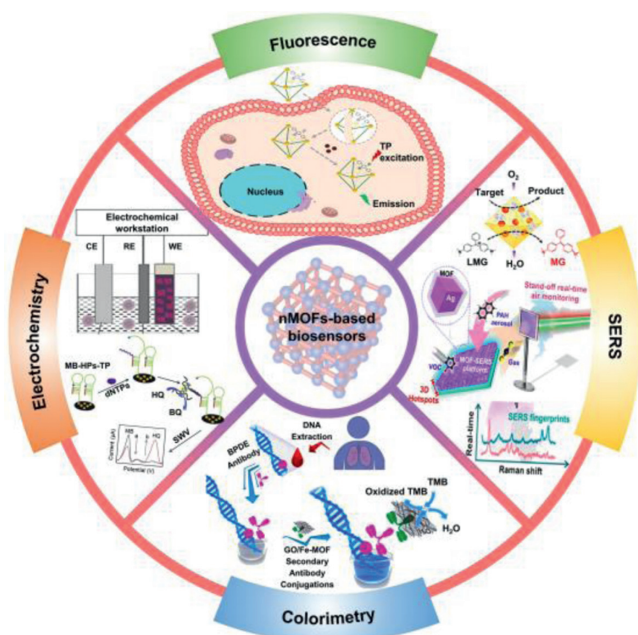 Fluorescence
TP
excitation
Emission
Nucleus
Electrochemistry
Electrochemical
workstation
CE
RE
WE
MB-HPs-TP
dNTPs
HQ
BQ
SWV
MB
HQ
Potential (V)
nMOFs-based
biosensors
SERS
O₂
Target
Product
LMG
H₂O
MG
MOF
Ag
PAH
aerosol
Stand-off real-time
air monitoring
VOC
MOF-SERS
platform
Gas
3D
Hotspots
SERS fingerprints
Real-time
Raman shift
Colorimetry
DNA
Extraction
BPDE
Antibody
TMB
Oxidized TMB
H₂O
GO/Fe-MOF
Secondary
Antibody
Conjugations